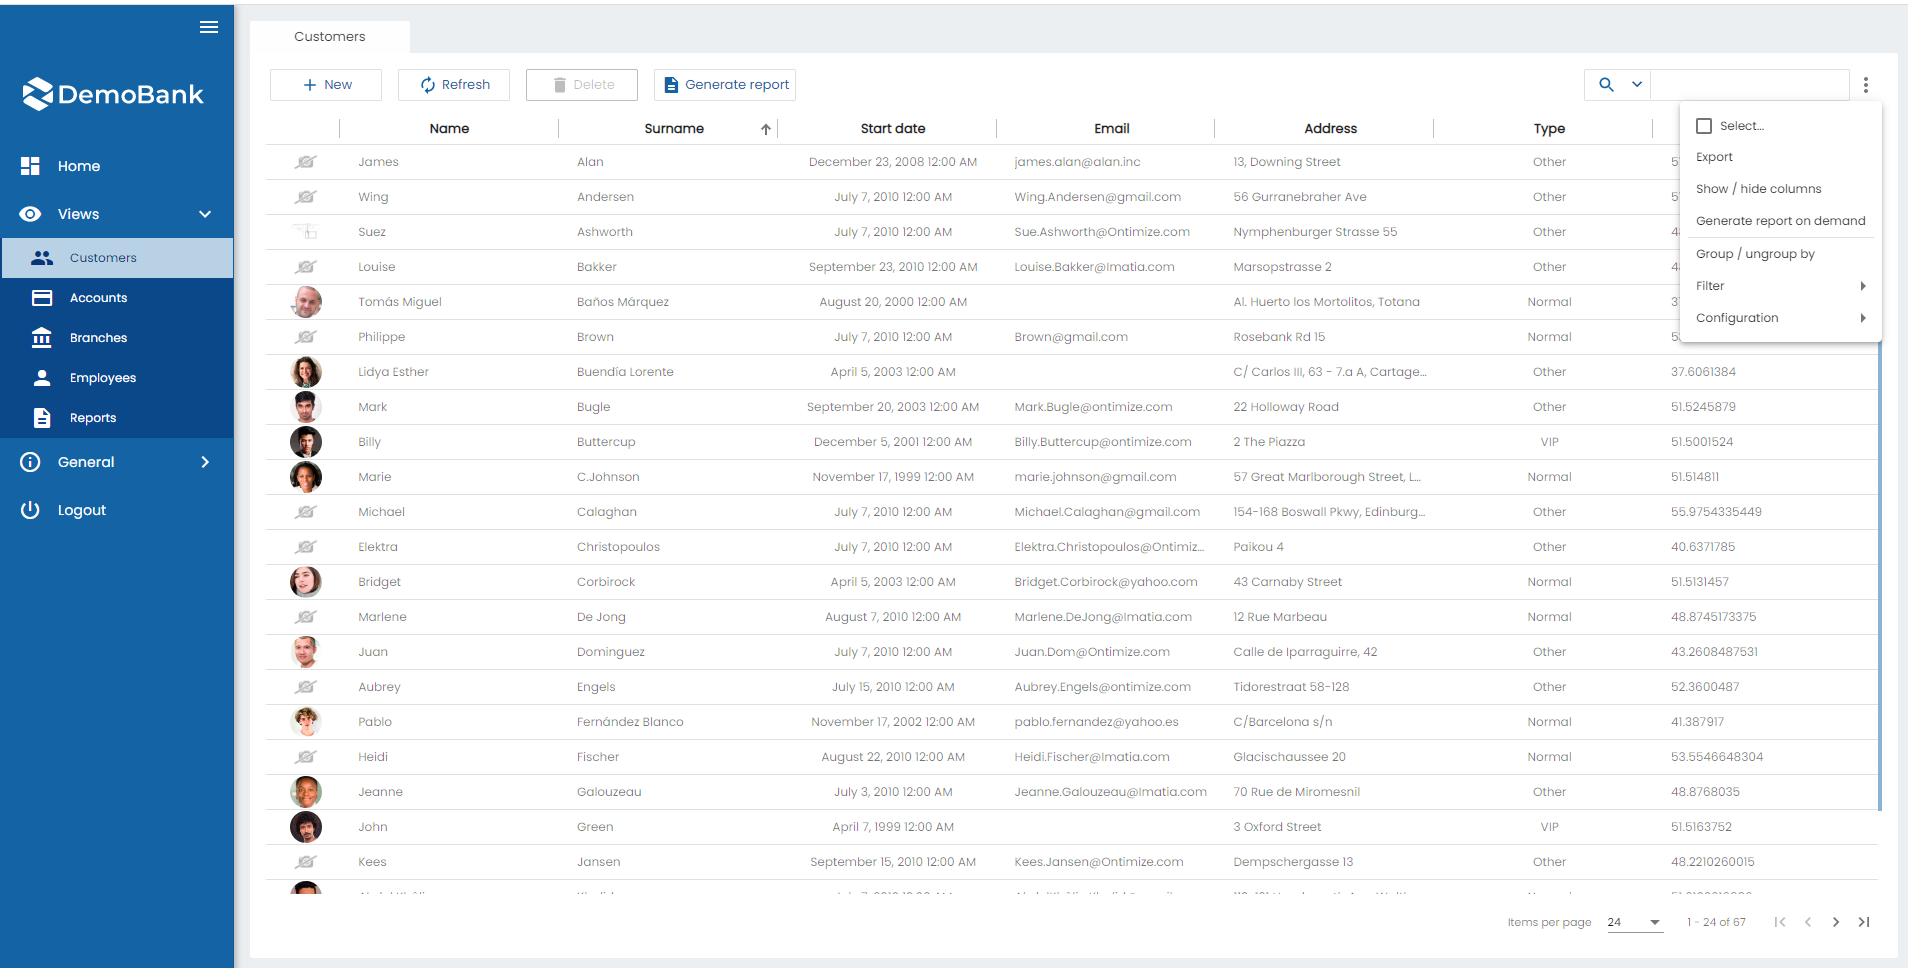 Customers
DemoBank
New Refresh Delete Generate report
Name Surname Start date Email Address Type
Home
Views
Customers
Accounts
Branches
Employees
Reports
General
Logout
Select...
Export
Show / hide columns
Generate report on demand
Group / ungroup by
Filter
Configuration
James Alan December 23, 2008 12:00 AM james.alan@alan.inc 13, Downing Street Other
Wing Andersen July 7, 2010 12:00 AM Wing.Andersen@gmail.com 56 Gurranebraher Ave Other
Suez Ashworth July 7, 2010 12:00 AM Sue.Ashworth@Ontimize.com Nymphenburger Strasse 55 Other
Louise Bakker September 23, 2010 12:00 AM Louise.Bakker@Imatia.com Marsopstrasse 2 Other
Tomás Miguel Baños Márquez August 20, 2000 12:00 AM Al. Huerto los Mortolitos, Totana Normal
Philippe Brown July 7, 2010 12:00 AM Brown@gmail.com Rosebank Rd 15 Normal
Lidya Esther Buendía Lorente April 5, 2003 12:00 AM C/ Carlos III, 63 - 7.a A, Cartage... Other 37.6061384
Mark Bugle September 20, 2003 12:00 AM Mark.Bugle@ontimize.com 22 Holloway Road Other 51.5245879
Billy Buttercup December 5, 2001 12:00 AM Billy.Buttercup@ontimize.com 2 The Piazza VIP 51.5001524
Marie C.Johnson November 17, 1999 12:00 AM marie.johnson@gmail.com 57 Great Marlborough Street, L... Normal 51.514811
Michael Calaghan July 7, 2010 12:00 AM Michael.Calaghan@gmail.com 154-168 Boswall Pkwy, Edinburg... Other 55.9754335449
Elektra Christopoulos July 7, 2010 12:00 AM Elektra.Christopoulos@Ontimiz... Paikou 4 Other 40.6371785
Bridget Corbirock April 5, 2003 12:00 AM Bridget.Corbirock@yahoo.com 43 Carnaby Street Normal 51.5131457
Marlene De Jong August 7, 2010 12:00 AM Marlene.DeJong@Imatia.com 12 Rue Marbeau Normal 48.8745173375
Juan Dominguez July 7, 2010 12:00 AM Juan.Dom@Ontimize.com Calle de Iparraguirre, 42 Other 43.2608487531
Aubrey Engels July 15, 2010 12:00 AM Aubrey.Engels@ontimize.com Tidorestraat 58-128 Other 52.3600487
Pablo Fernández Blanco November 17, 2002 12:00 AM pablo.fernandez@yahoo.es C/Barcelona s/n Normal 41.387917
Heidi Fischer August 22, 2010 12:00 AM Heidi.Fischer@Imatia.com Glacischaussee 20 Normal 53.5546648304
Jeanne Galouzeau July 3, 2010 12:00 AM Jeanne.Galouzeau@Imatia.com 70 Rue de Miromesnil Other 48.8768035
John Green April 7, 1999 12:00 AM 3 Oxford Street VIP 51.5163752
Kees Jansen September 15, 2010 12:00 AM Kees.Jansen@Ontimize.com Dempschergasse 13 Other 48.2210260015
Items per page 24 1 - 24 of 67